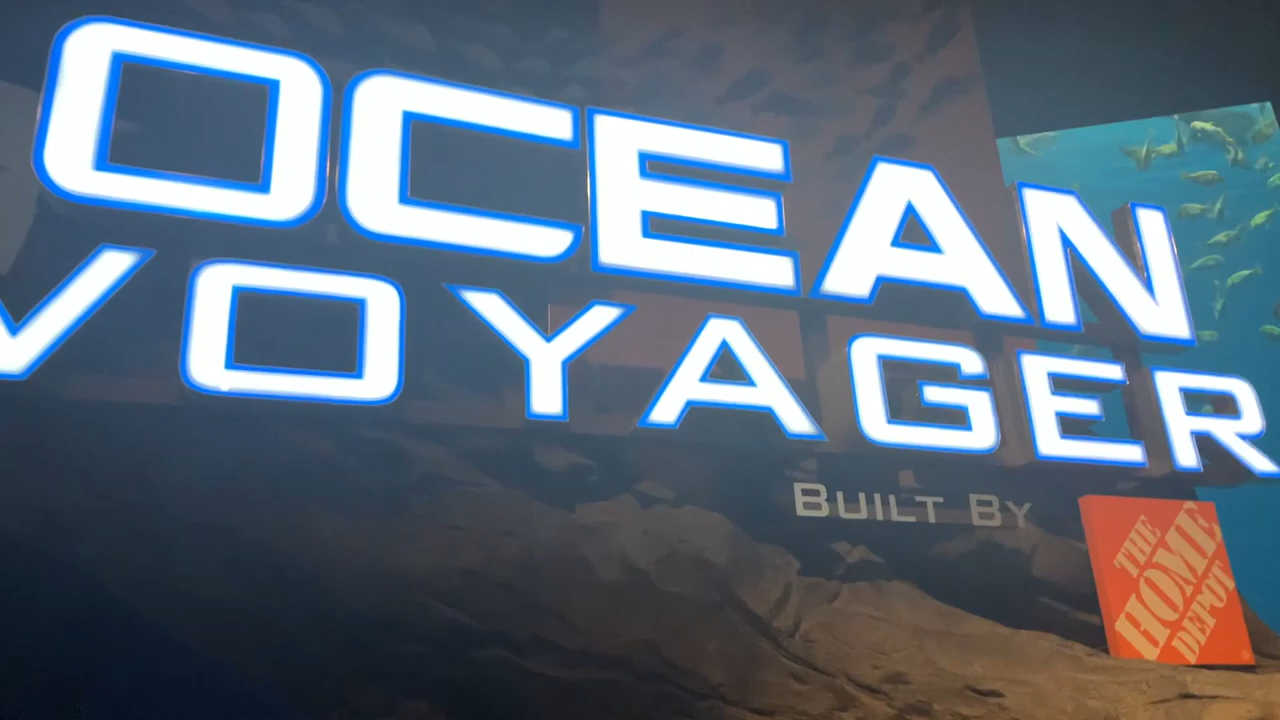 OCEAN
VOYAGER
BUILT BY
THE
HOME
DEPOT